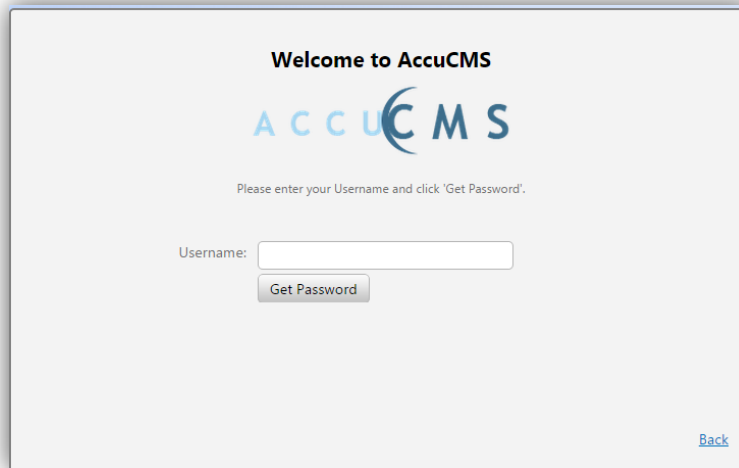 Welcome to AccuCMS
ACCUCMS
Please enter your Username and click 'Get Password'.
Username:
Get Password
Back